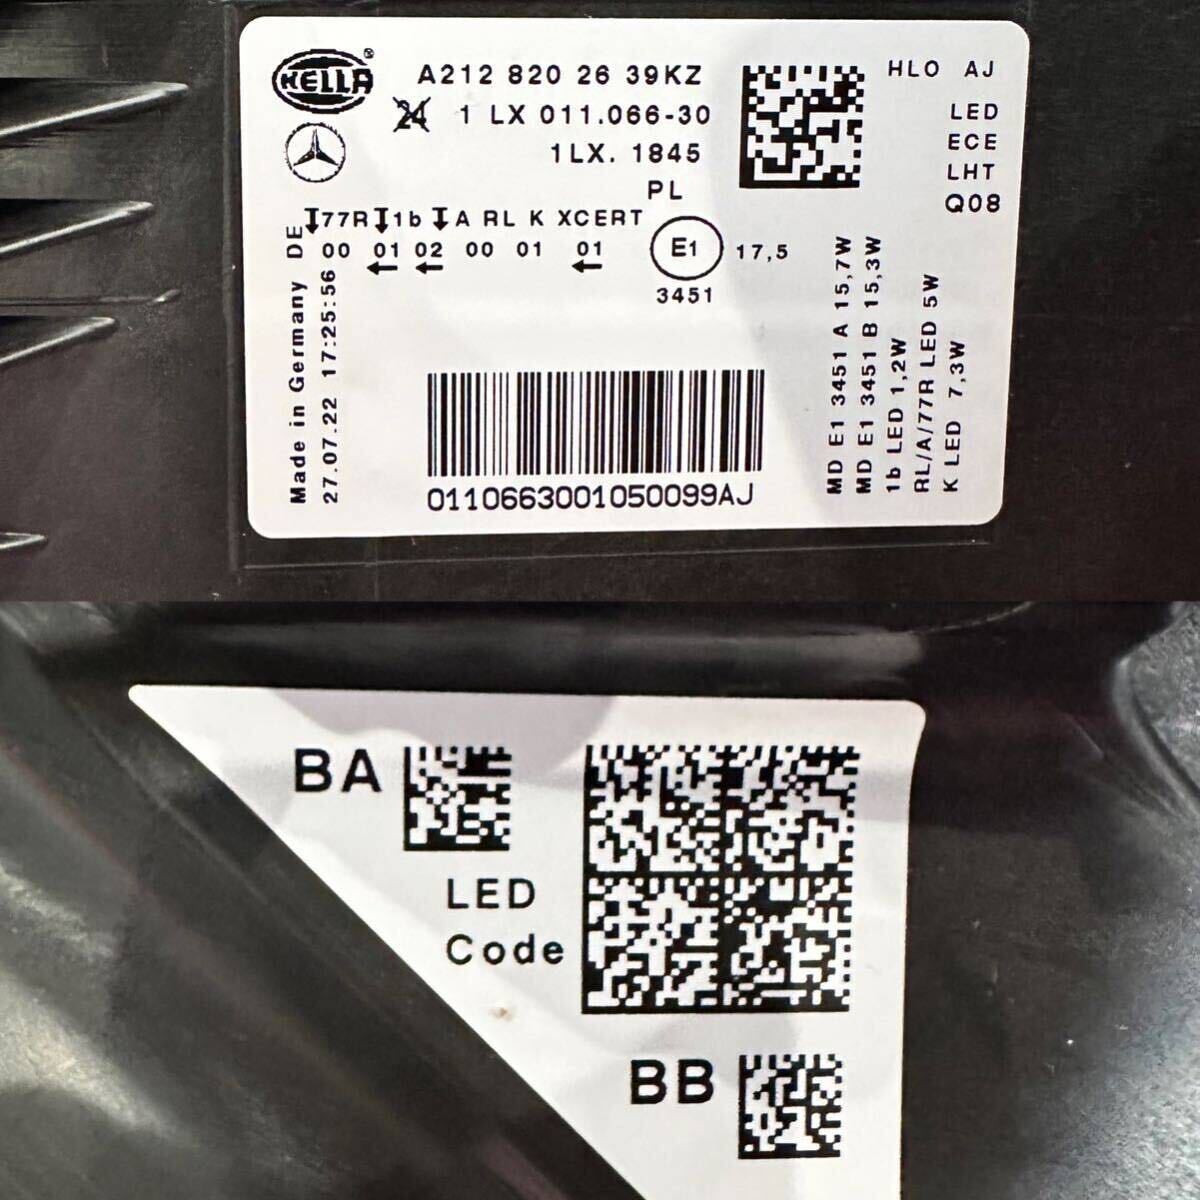 HELLA®
A212 820 26 39KZ
24 1 LX 011.066-30
1LX. 1845
PL
HLO AJ
LED
ECE
LHT
Q08
77R 1b A RL K XCERT
00 01 02 00 01 01
E1
17,5
3451
Made in Germany DE
27.07.22 17:25:56
MD E1 3451 A 15,7W
MD E1 3451 B 15,3W
1b LED 1,2W
RL/A/77R LED 5W
K LED 7,3W
0110663001050099AJ
BA
LED
Code
BB